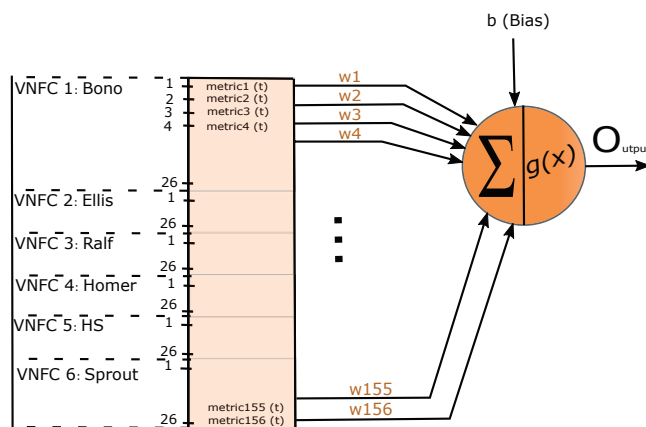 b (Bias)
VNFC 1: Bono
1
2
3
4
26
metric1 (t)
metric2 (t)
metric3 (t)
metric4 (t)
w1
w2
w3
w4
∑
g(x)
Outpu
VNFC 2: Ellis
1
26
VNFC 3: Ralf
1
26
VNFC 4: Homer
1
26
VNFC 5: HS
1
26
VNFC 6: Sprout
1
26
metric155 (t)
metric156 (t)
w155
w156